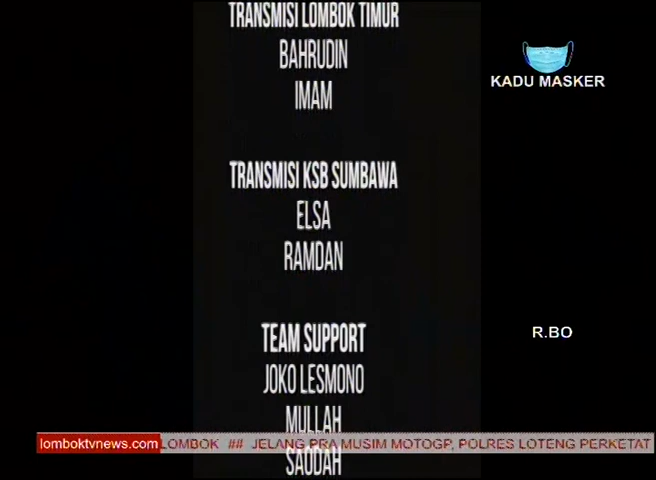 TRANSMISI LOMBOK TIMUR
BAHRUDIN
IMAM
KADU MASKER
TRANSMISI KSB SUMBAWA
ELSA
RAMDAN
R.BO
TEAM SUPPORT
JOKO LESMONO
MULLAH
lomboktvnews.com LOMBOK ## JELANG PRA MUSIM MOTOGP, POLRES LOTENG PERKETAT
SAODAH